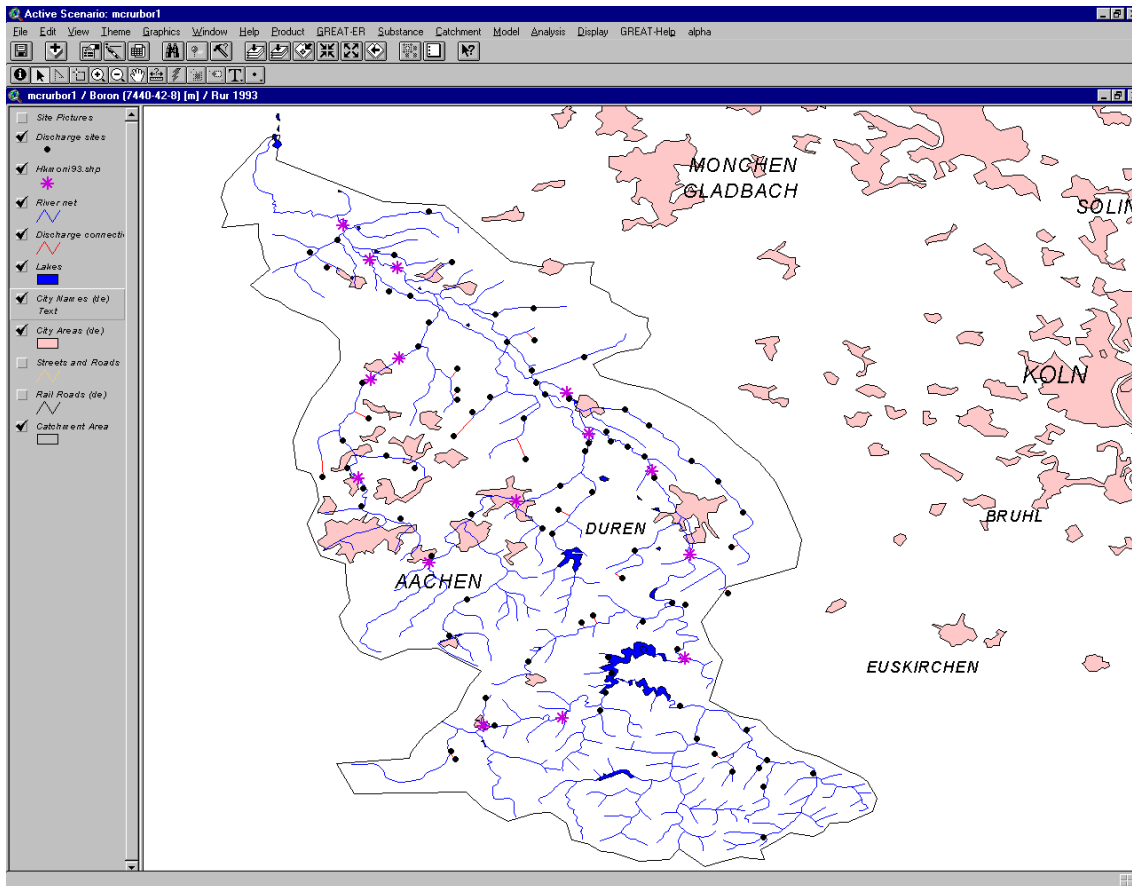 Active Scenario: mcrurbor1
File Edit View Theme Graphics Window Help Product GREAT-ER Substance Catchment Model Analysis Display GREAT-Help alpha
mcrurbor1 / Boron (7440-42-8) [m] / Rur 1993
Site Pictures
Discharge sites
Hkmoni93.shp
River net
Discharge connecti
Lakes
City Names (de)
Text
City Areas (de)
Streets and Roads
Rail Roads (de)
Catchment Area
MONCHEN
GLADBACH
SOLIN
KOLN
BRUHL
DUREN
AACHEN
EUSKIRCHEN